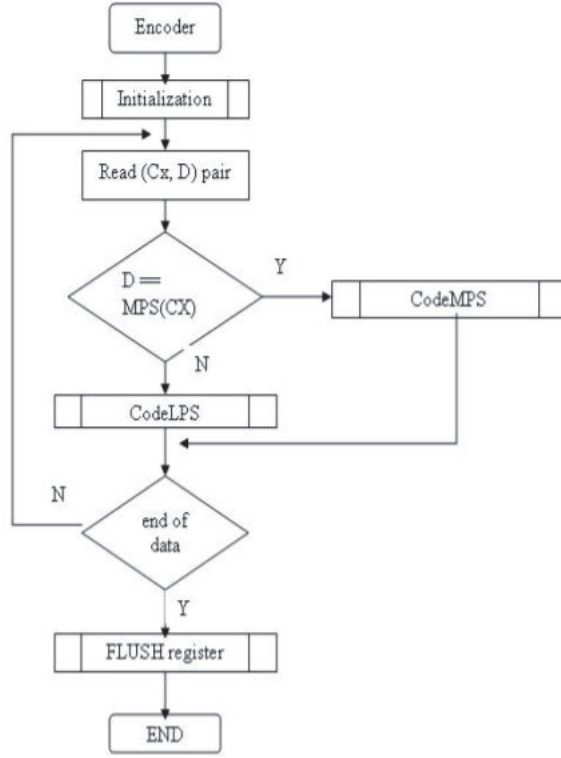 Encoder
Initialization
Read (Cx, D) pair
D ==
MPS(CX)
Y
CodeMPS
N
CodeLPS
N
end of
data
Y
FLUSH register
END